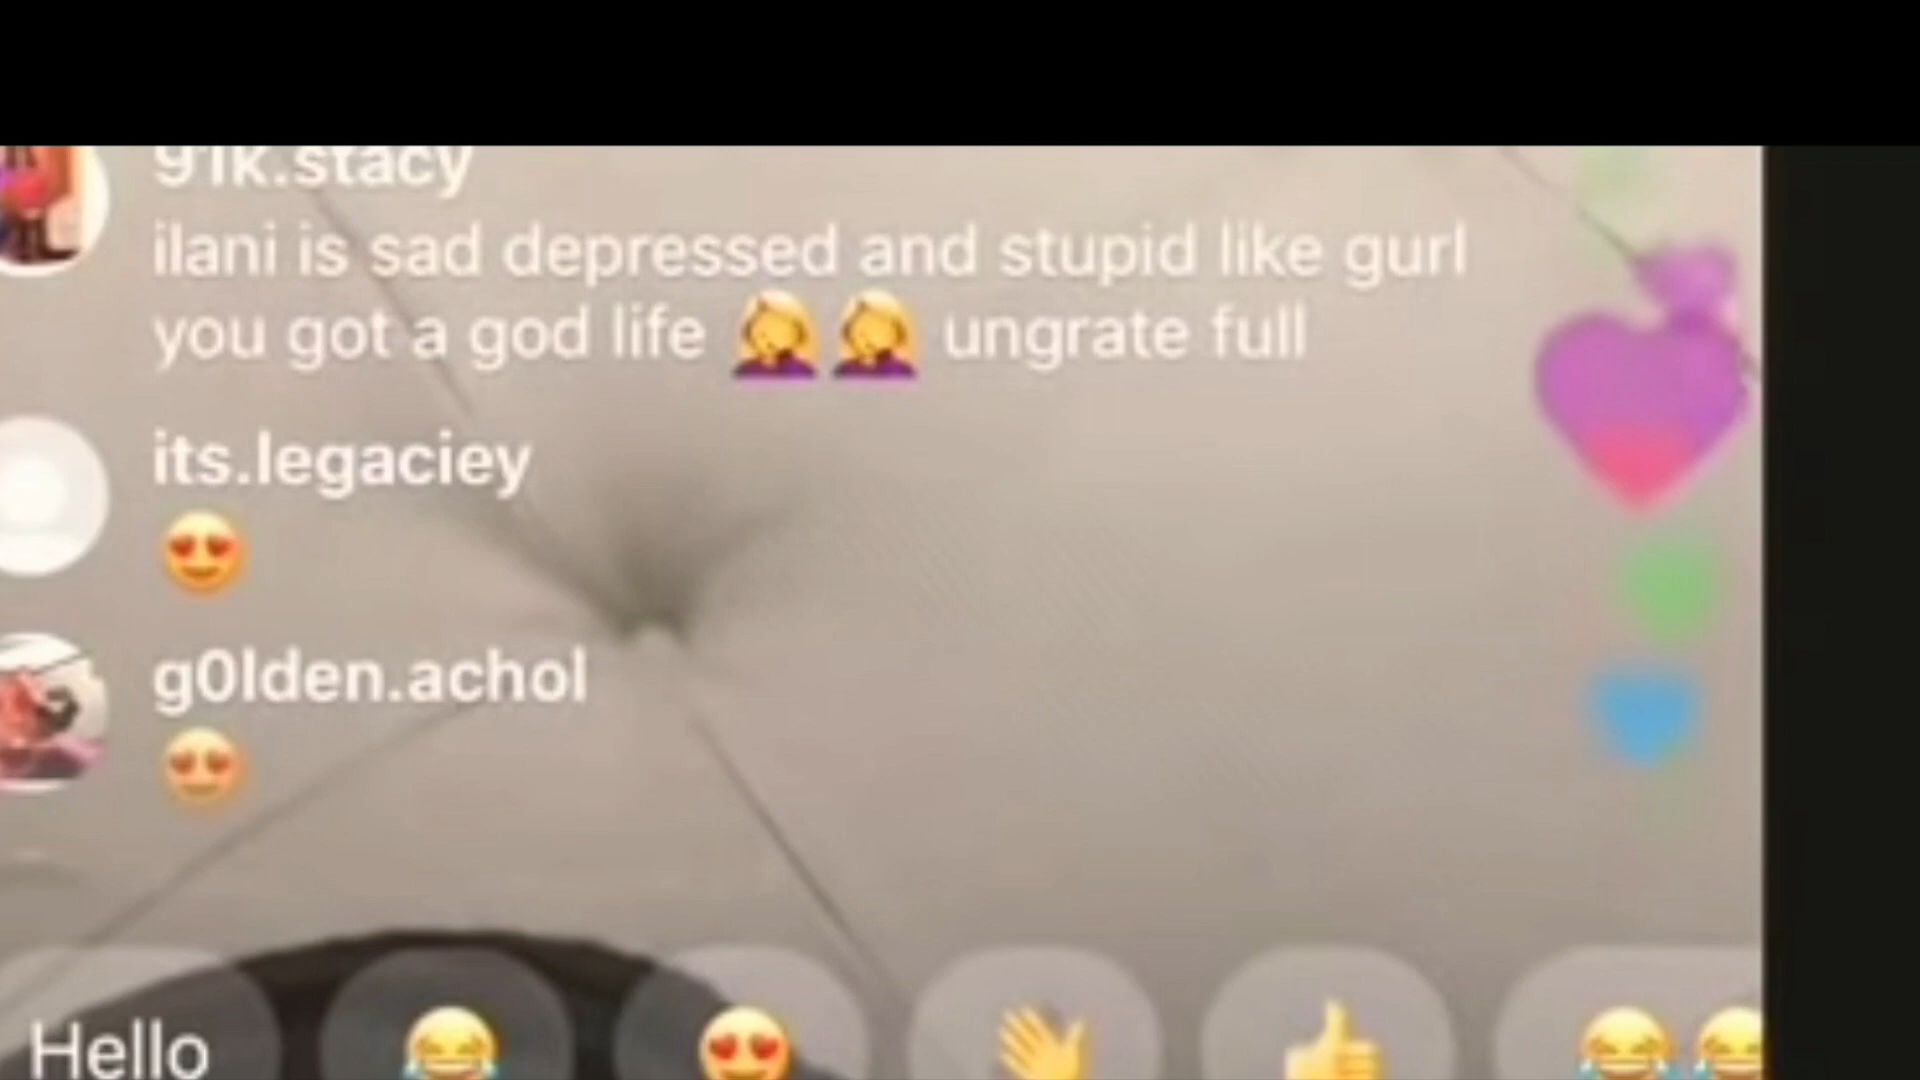 91k.stacy
ilani is sad depressed and stupid like gurl
you got a god life 🤦‍♀️🤦‍♀️ ungrate full
its.legaciey
😍
g0lden.achol
😍
Hello 😂 😍 👋 👍 😂😂